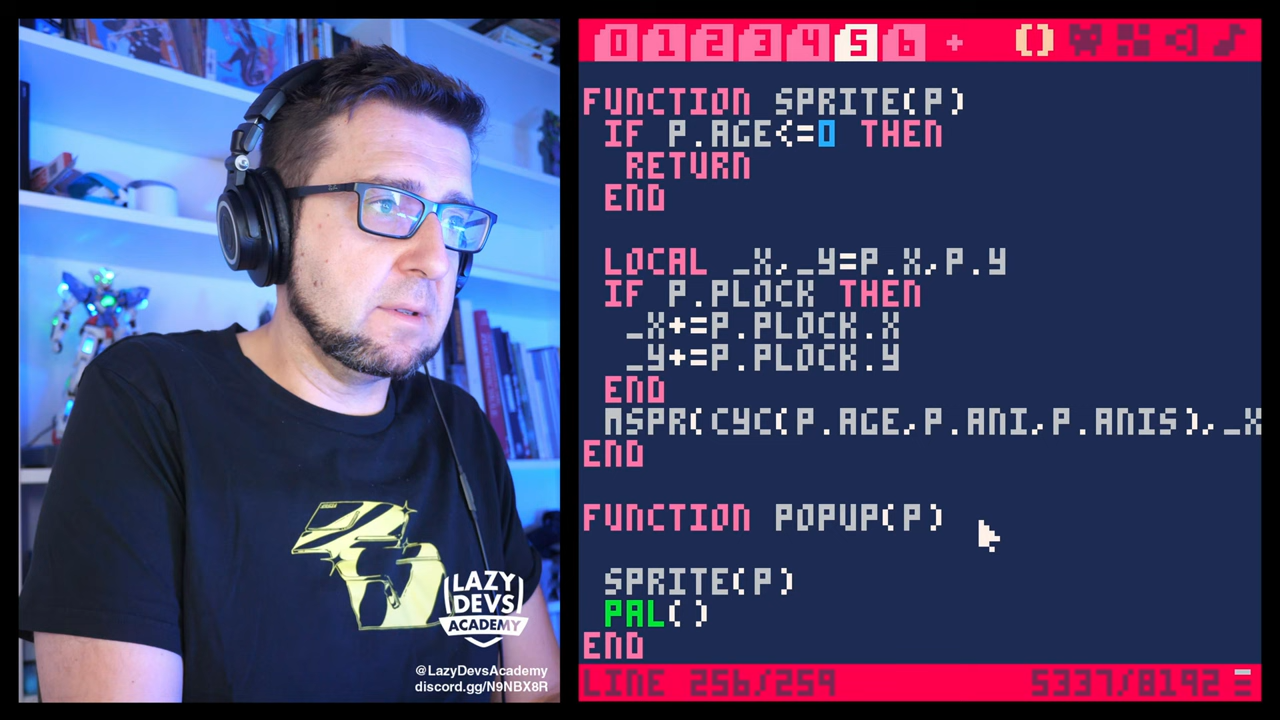 0 1 2 3 4 5 6 + ()
FUNCTION SPRITE(P)
IF P.AGE<=0 THEN
RETURN
END
LOCAL _X,_Y=P.X,P.Y
IF P.PLOCK THEN
_X+=P.PLOCK.X
_Y+=P.PLOCK.Y
END
MSPR(CYC(P.AGE,P.ANI,P.ANIS),_X
END
FUNCTION POPUP(P)
SPRITE(P)
PAL()
END
LINE 256/259 5337/8192
LAZY
DEVS
ACADEMY
@LazyDevsAcademy
discord.gg/N9NBX8R